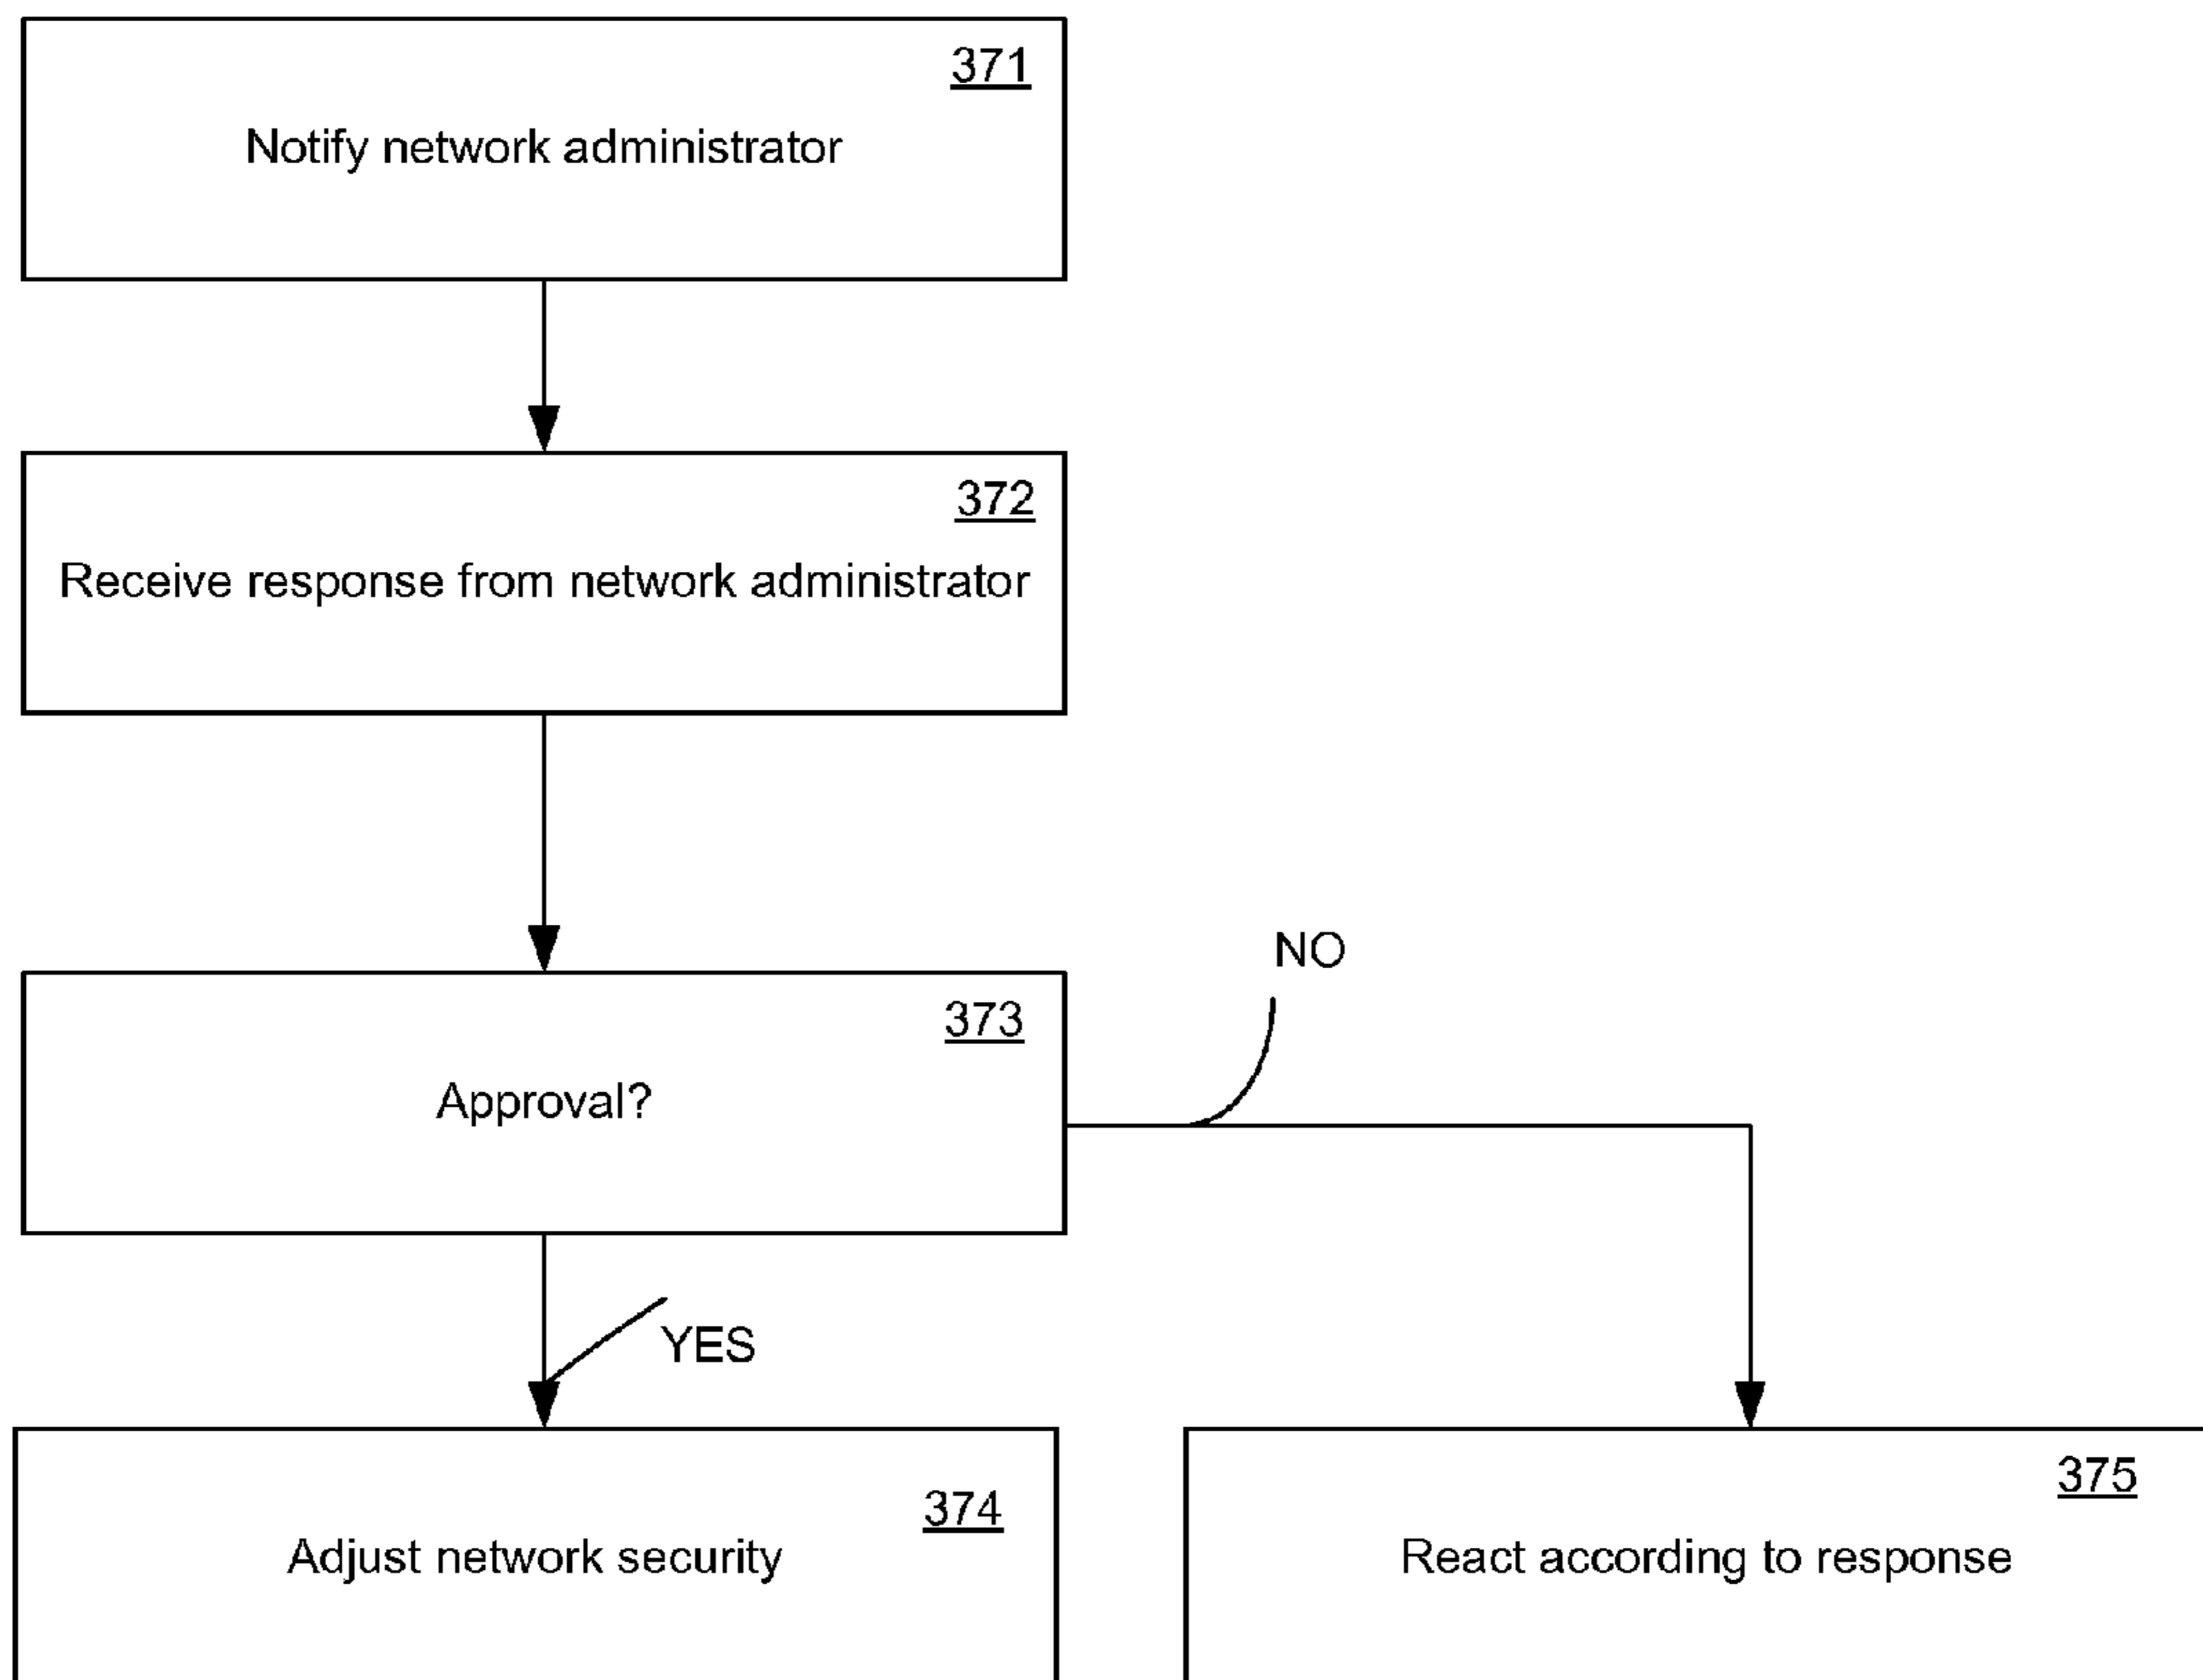 371
Notify network administrator
372
Receive response from network administrator
373
Approval?
NO
YES
374
Adjust network security
375
React according to response